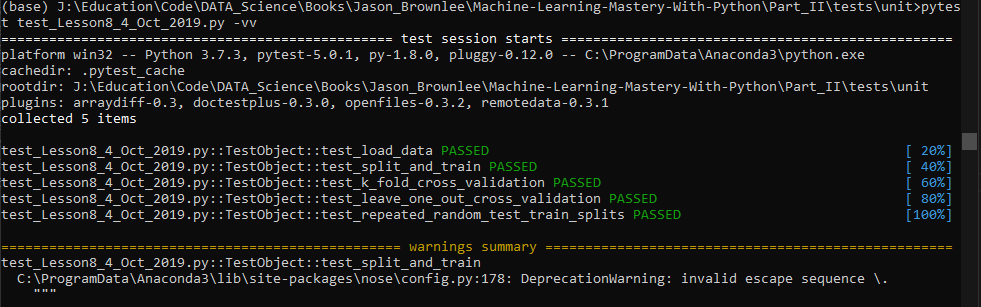 (base) J:\Education\Code\DATA_Science\Books\Jason_Brownlee\Machine-Learning-Mastery-With-Python\Part_II\tests\unit>pytes
t test_Lesson8_4_Oct_2019.py -vv
================================================= test session starts =================================================
platform win32 -- Python 3.7.3, pytest-5.0.1, py-1.8.0, pluggy-0.12.0 -- C:\ProgramData\Anaconda3\python.exe
cachedir: .pytest_cache
rootdir: J:\Education\Code\DATA_Science\Books\Jason_Brownlee\Machine-Learning-Mastery-With-Python\Part_II\tests\unit
plugins: arraydiff-0.3, doctestplus-0.3.0, openfiles-0.3.2, remotedata-0.3.1
collected 5 items
test_Lesson8_4_Oct_2019.py::TestObject::test_load_data PASSED [ 20%]
test_Lesson8_4_Oct_2019.py::TestObject::test_split_and_train PASSED [ 40%]
test_Lesson8_4_Oct_2019.py::TestObject::test_k_fold_cross_validation PASSED [ 60%]
test_Lesson8_4_Oct_2019.py::TestObject::test_leave_one_out_cross_validation PASSED [ 80%]
test_Lesson8_4_Oct_2019.py::TestObject::test_repeated_random_test_train_splits PASSED [100%]
================================================== warnings summary ===================================================
test_Lesson8_4_Oct_2019.py::TestObject::test_split_and_train
C:\ProgramData\Anaconda3\lib\site-packages\nose\config.py:178: DeprecationWarning: invalid escape sequence \.
"""